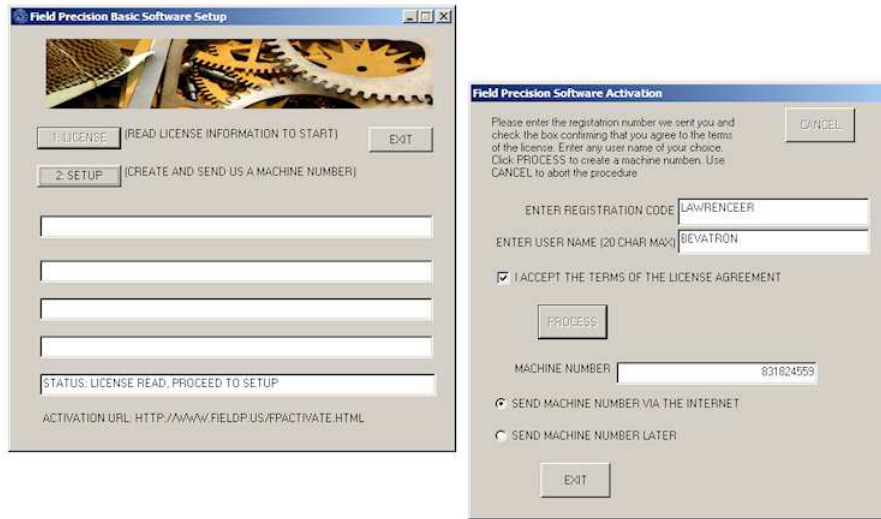 Field Precision Basic Software Setup
1: LICENSE (READ LICENSE INFORMATION TO START)
EXIT
2: SETUP (CREATE AND SEND US A MACHINE NUMBER)
STATUS: LICENSE READ, PROCEED TO SETUP
ACTIVATION URL: HTTP://WWW.FIELDP.US/FPACTIVATE.HTML
Field Precision Software Activation
Please enter the registratrion number we sent you and
check the box confirming that you agree to the terms
of the license. Enter any user name of your choice.
Click PROCESS to create a machine numben. Use
CANCEL to abort the procedure
CANCEL
ENTER REGISTRATION CODE LAWRENCEER
ENTER USER NAME (20 CHAR MAX) BEVATRON
I ACCEPT THE TERMS OF THE LICENSE AGREEMENT
PROCESS
MACHINE NUMBER 831824559
SEND MACHINE NUMBER VIA THE INTERNET
SEND MACHINE NUMBER LATER
EXIT